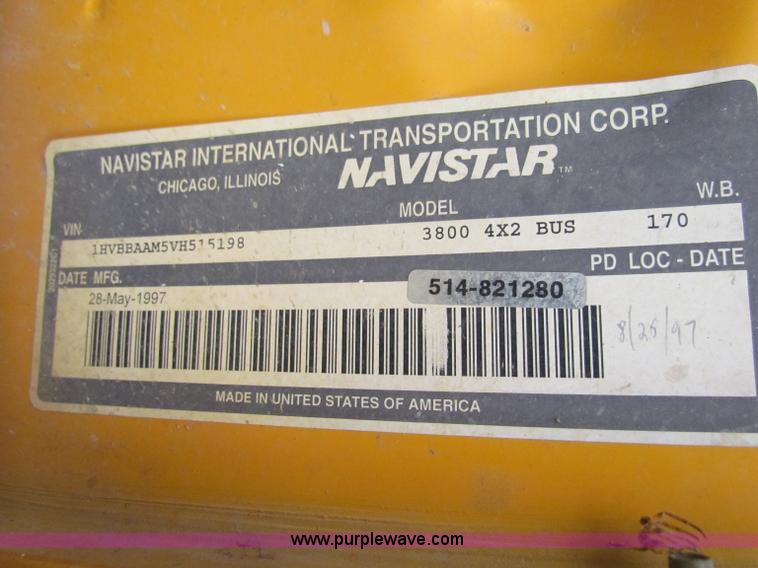 NAVISTAR INTERNATIONAL TRANSPORTATION CORP.
CHICAGO, ILLINOIS NAVISTAR™
VIN MODEL W.B.
1HVBBAAM5VH515198 3800 4X2 BUS 170
DATE MFG. PD LOC - DATE
28-May-1997 514-821280
8/25/97
MADE IN UNITED STATES OF AMERICA
www.purplewave.com